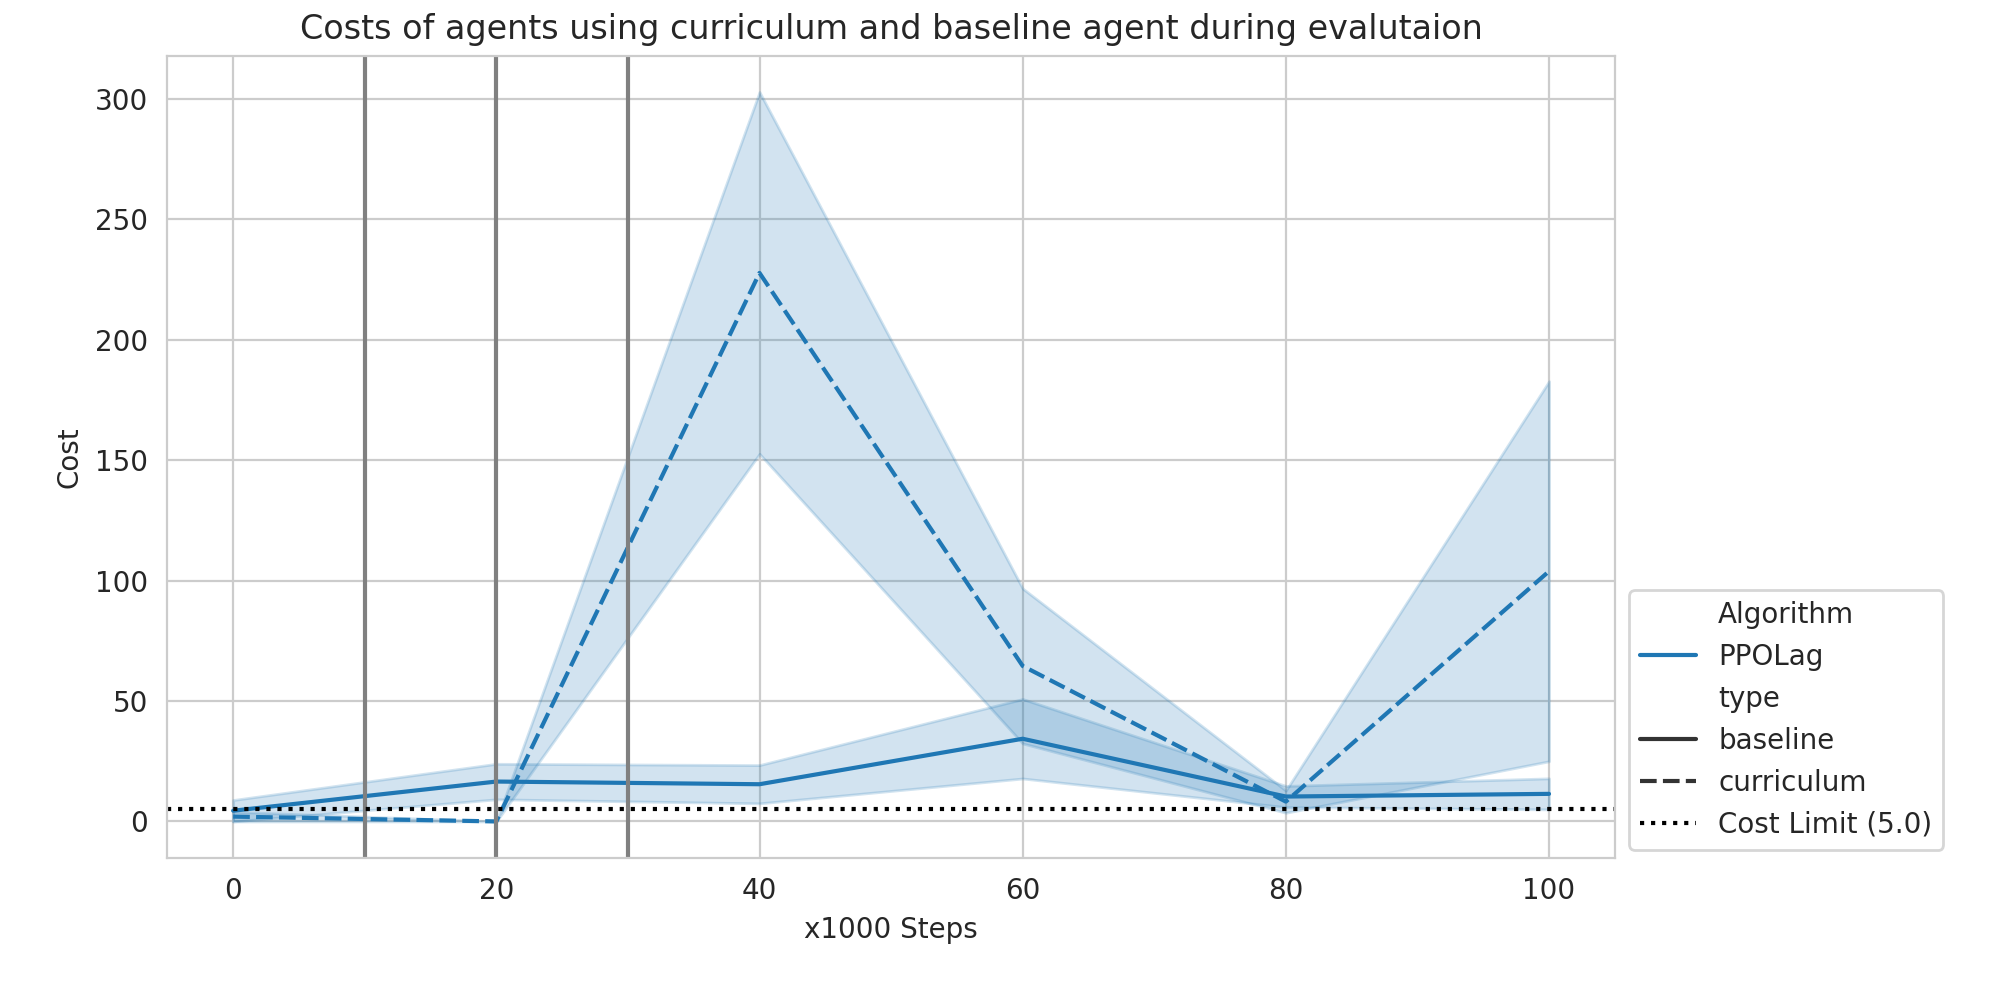 Costs of agents using curriculum and baseline agent during evalutaion
300
250
200
150
100
50
0
Cost
0 20 40 60 80 100
x1000 Steps
Algorithm
PPOLag
type
baseline
curriculum
Cost Limit (5.0)